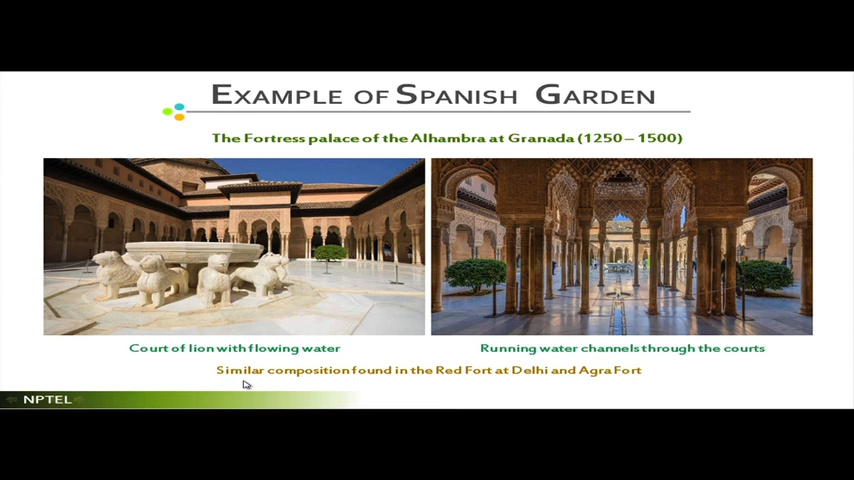 EXAMPLE OF SPANISH GARDEN
The Fortress palace of the Alhambra at Granada (1250 – 1500)
Court of lion with flowing water
Running water channels through the courts
Similar composition found in the Red Fort at Delhi and Agra Fort
NPTEL